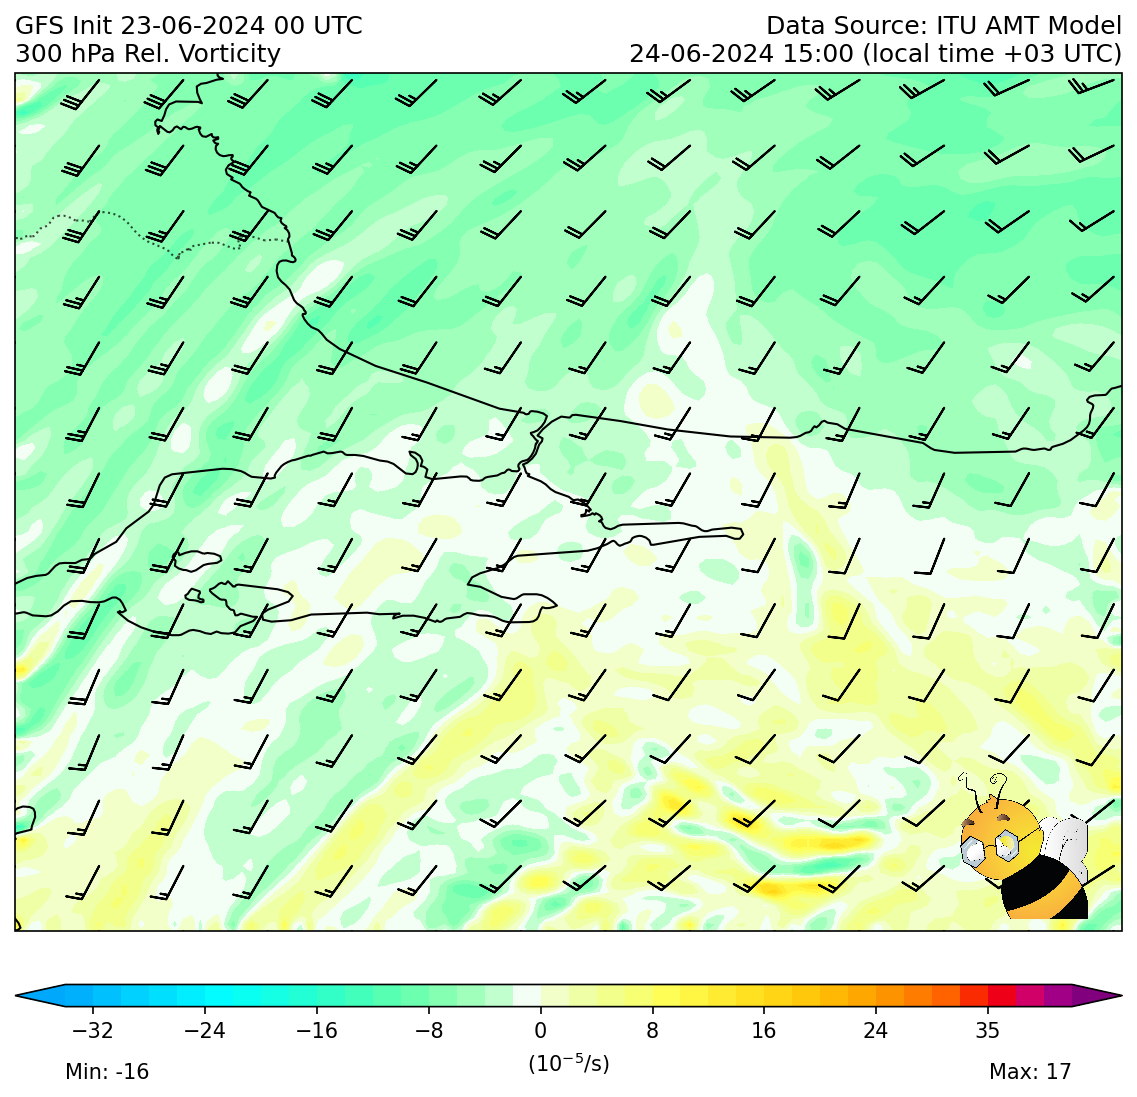 GFS Init 23-06-2024 00 UTC
Data Source: ITU AMT Model
300 hPa Rel. Vorticity
24-06-2024 15:00 (local time +03 UTC)
−32 −24 −16 −8 0 8 16 24 35
(10⁻⁵/s)
Min: -16
Max: 17